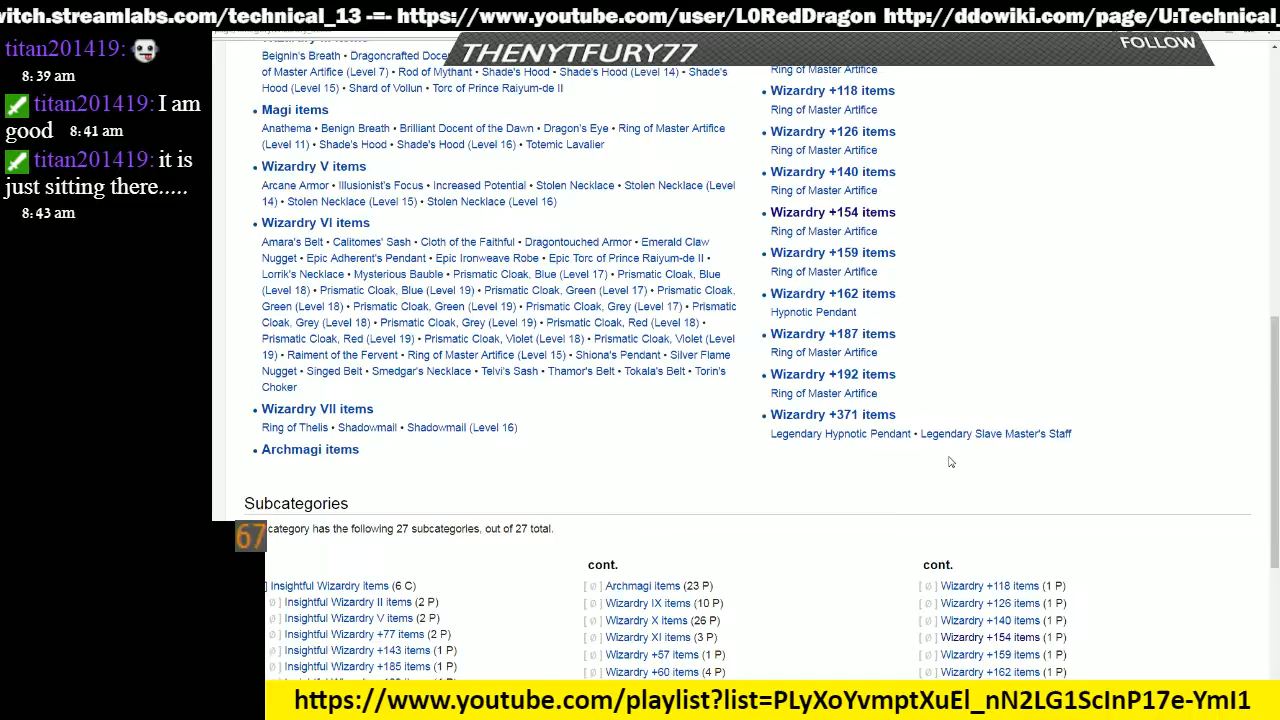 witch.streamlabs.com/technical_13 -=- https://www.youtube.com/user/L0RedDragon http://ddowiki.com/page/U:Technical_
titan201419:
8:39 am
titan201419: I am
good 8:41 am
titan201419: it is
just sitting there.....
8:43 am
THENYTFURY77
FOLLOW
Beignin's Breath • Dragoncrafted Doce
of Master Artifice (Level 7) • Rod of Mythant • Shade's Hood • Shade's Hood (Level 14) • Shade's
Hood (Level 15) • Shard of Vollun • Torc of Prince Raiyum-de II
Magi items
Anathema • Benign Breath • Brilliant Docent of the Dawn • Dragon's Eye • Ring of Master Artifice
(Level 11) • Shade's Hood • Shade's Hood (Level 16) • Totemic Lavalier
Wizardry V items
Arcane Armor • Illusionist's Focus • Increased Potential • Stolen Necklace • Stolen Necklace (Level
14) • Stolen Necklace (Level 15) • Stolen Necklace (Level 16)
Wizardry VI items
Amara's Belt • Calitomes' Sash • Cloth of the Faithful • Dragontouched Armor • Emerald Claw
Nugget • Epic Adherent's Pendant • Epic Ironweave Robe • Epic Torc of Prince Raiyum-de II •
Lorrik's Necklace • Mysterious Bauble • Prismatic Cloak, Blue (Level 17) • Prismatic Cloak, Blue
(Level 18) • Prismatic Cloak, Blue (Level 19) • Prismatic Cloak, Green (Level 17) • Prismatic Cloak,
Green (Level 18) • Prismatic Cloak, Green (Level 19) • Prismatic Cloak, Grey (Level 17) • Prismatic
Cloak, Grey (Level 18) • Prismatic Cloak, Grey (Level 19) • Prismatic Cloak, Red (Level 18) •
Prismatic Cloak, Red (Level 19) • Prismatic Cloak, Violet (Level 18) • Prismatic Cloak, Violet (Level
19) • Raiment of the Fervent • Ring of Master Artifice (Level 15) • Shiona's Pendant • Silver Flame
Nugget • Singed Belt • Smedgar's Necklace • Telvi's Sash • Thamor's Belt • Tokala's Belt • Torin's
Choker
Wizardry VII items
Ring of Thelis • Shadowmail • Shadowmail (Level 16)
Archmagi items
Ring of Master Artifice
Wizardry +118 items
Ring of Master Artifice
Wizardry +126 items
Ring of Master Artifice
Wizardry +140 items
Ring of Master Artifice
Wizardry +154 items
Ring of Master Artifice
Wizardry +159 items
Ring of Master Artifice
Wizardry +162 items
Hypnotic Pendant
Wizardry +187 items
Ring of Master Artifice
Wizardry +192 items
Ring of Master Artifice
Wizardry +371 items
Legendary Hypnotic Pendant • Legendary Slave Master's Staff
Subcategories
67
category has the following 27 subcategories, out of 27 total.
] Insightful Wizardry items (6 C)
Insightful Wizardry II items (2 P)
Insightful Wizardry V items (2 P)
Insightful Wizardry +77 items (2 P)
Insightful Wizardry +143 items (1 P)
Insightful Wizardry +185 items (1 P)
cont.
[∅] Archmagi items (23 P)
[∅] Wizardry IX items (10 P)
[∅] Wizardry X items (26 P)
[∅] Wizardry XI items (3 P)
[∅] Wizardry +57 items (1 P)
[∅] Wizardry +60 items (4 P)
cont.
[∅] Wizardry +118 items (1 P)
[∅] Wizardry +126 items (1 P)
[∅] Wizardry +140 items (1 P)
[∅] Wizardry +154 items (1 P)
[∅] Wizardry +159 items (1 P)
[∅] Wizardry +162 items (1 P)
https://www.youtube.com/playlist?list=PLyXoYvmptXuEl_nN2LG1ScInP17e-YmI1